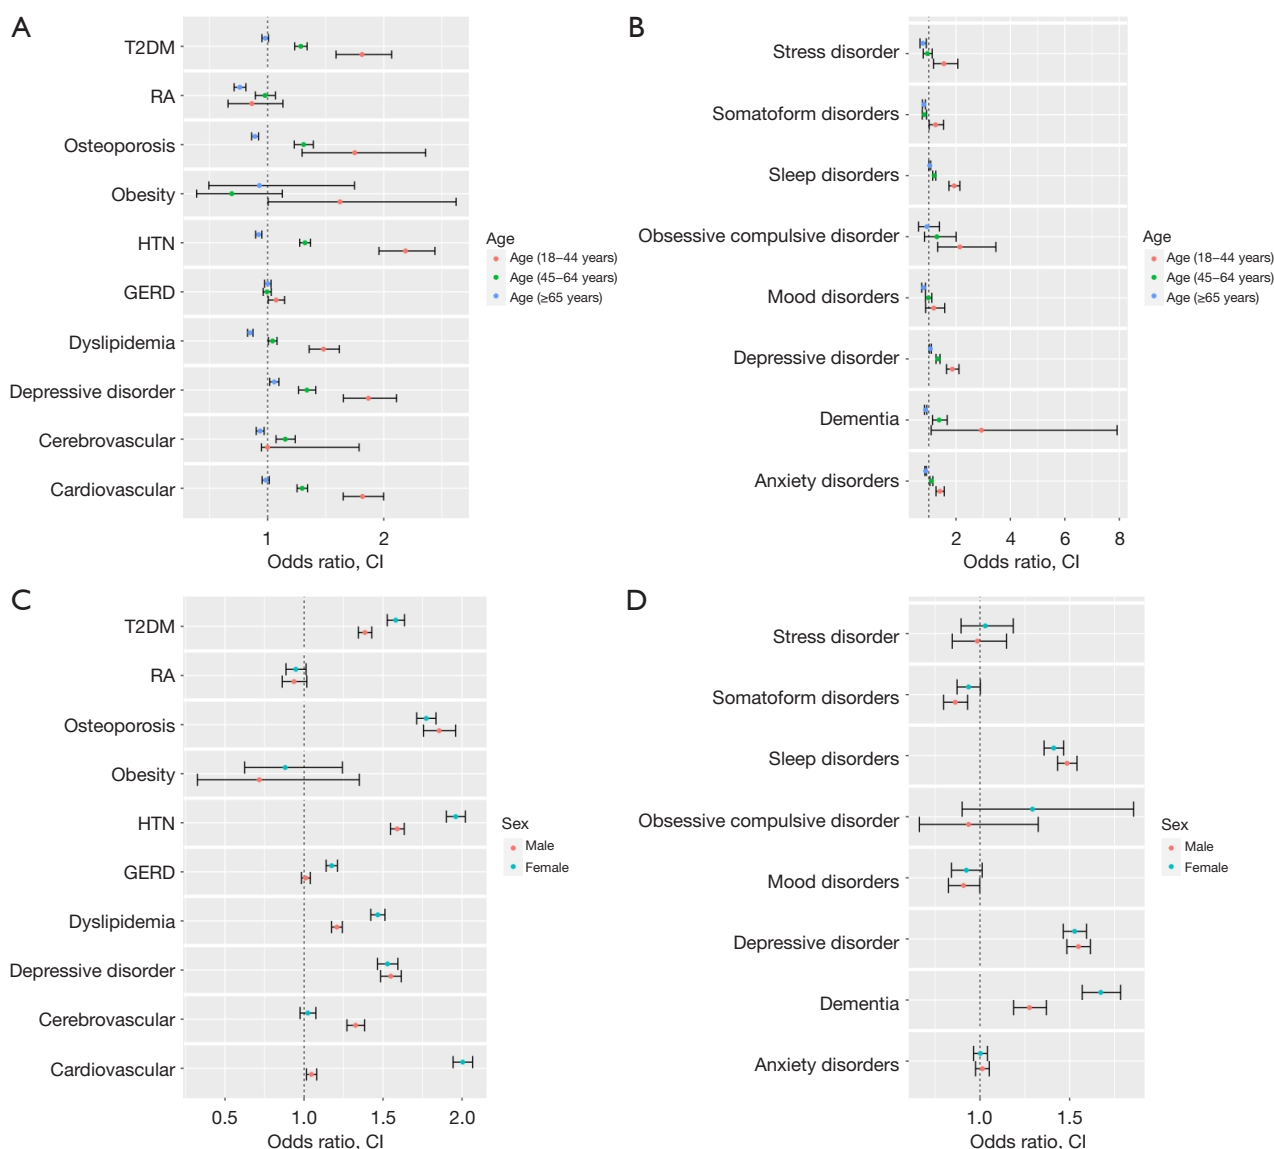 A
T2DM
RA
Osteoporosis
Obesity
HTN
GERD
Dyslipidemia
Depressive disorder
Cerebrovascular
Cardiovascular
1 2
Odds ratio, CI
Age
Age (18–44 years)
Age (45–64 years)
Age (≥65 years)
B
Stress disorder
Somatoform disorders
Sleep disorders
Obsessive compulsive disorder
Mood disorders
Depressive disorder
Dementia
Anxiety disorders
2 4 6 8
Odds ratio, CI
Age
Age (18–44 years)
Age (45–64 years)
Age (≥65 years)
C
T2DM
RA
Osteoporosis
Obesity
HTN
GERD
Dyslipidemia
Depressive disorder
Cerebrovascular
Cardiovascular
0.5 1.0 1.5 2.0
Odds ratio, CI
Sex
Male
Female
D
Stress disorder
Somatoform disorders
Sleep disorders
Obsessive compulsive disorder
Mood disorders
Depressive disorder
Dementia
Anxiety disorders
1.0 1.5
Odds ratio, CI
Sex
Male
Female